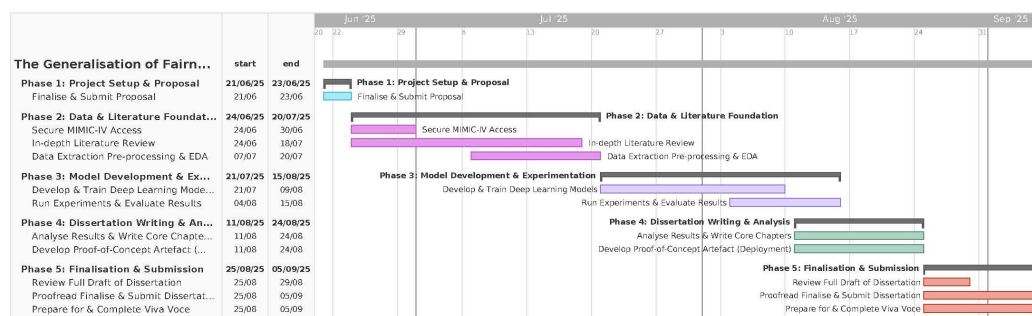 Jun '25 Jul '25 Aug '25 Sep '25
20 22 29 6 13 20 27 3 10 17 24 31
The Generalisation of Fairn... start end
Phase 1: Project Setup & Proposal 21/06/25 23/06/25 Phase 1: Project Setup & Proposal
Finalise & Submit Proposal 21/06 23/06 Finalise & Submit Proposal
Phase 2: Data & Literature Foundat... 24/06/25 20/07/25 Phase 2: Data & Literature Foundation
Secure MIMIC-IV Access 24/06 30/06 Secure MIMIC-IV Access
In-depth Literature Review 24/06 18/07 In-depth Literature Review
Data Extraction Pre-processing & EDA 07/07 20/07 Data Extraction Pre-processing & EDA
Phase 3: Model Development & Ex... 21/07/25 15/08/25 Phase 3: Model Development & Experimentation
Develop & Train Deep Learning Mode... 21/07 09/08 Develop & Train Deep Learning Models
Run Experiments & Evaluate Results 04/08 15/08 Run Experiments & Evaluate Results
Phase 4: Dissertation Writing & An... 11/08/25 24/08/25 Phase 4: Dissertation Writing & Analysis
Analyse Results & Write Core Chapte... 11/08 24/08 Analyse Results & Write Core Chapters
Develop Proof-of-Concept Artefact (... 11/08 24/08 Develop Proof-of-Concept Artefact (Deployment)
Phase 5: Finalisation & Submission 25/08/25 05/09/25 Phase 5: Finalisation & Submission
Review Full Draft of Dissertation 25/08 29/08 Review Full Draft of Dissertation
Proofread Finalise & Submit Dissertat... 25/08 05/09 Proofread Finalise & Submit Dissertation
Prepare for & Complete Viva Voce 25/08 05/09 Prepare for & Complete Viva Voce